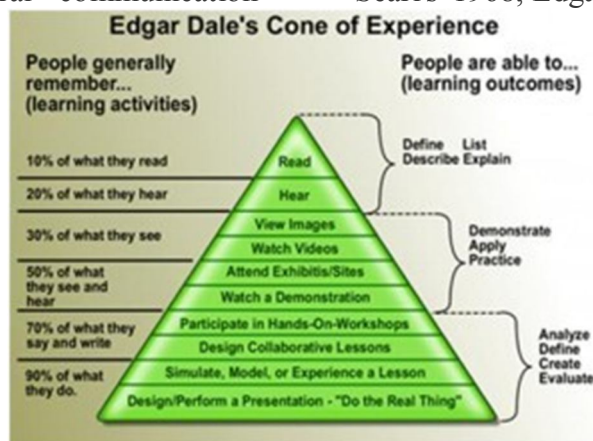 communication
1968, Edg
Edgar Dale's Cone of Experience
People generally
remember...
(learning activities)
People are able to...
(learning outcomes)
10% of what they read
20% of what they hear
30% of what they see
50% of what
they see and
hear
70% of what they
say and write
90% of what
they do.
Read
Hear
View Images
Watch Videos
Attend Exhibitis/Sites
Watch a Demonstration
Participate in Hands-On-Workshops
Design Collaborative Lessons
Simulate, Model, or Experience a Lesson
Design/Perform a Presentation - "Do the Real Thing"
Define List
Describe Explain
Demonstrate
Apply
Practice
Analyze
Define
Create
Evaluate